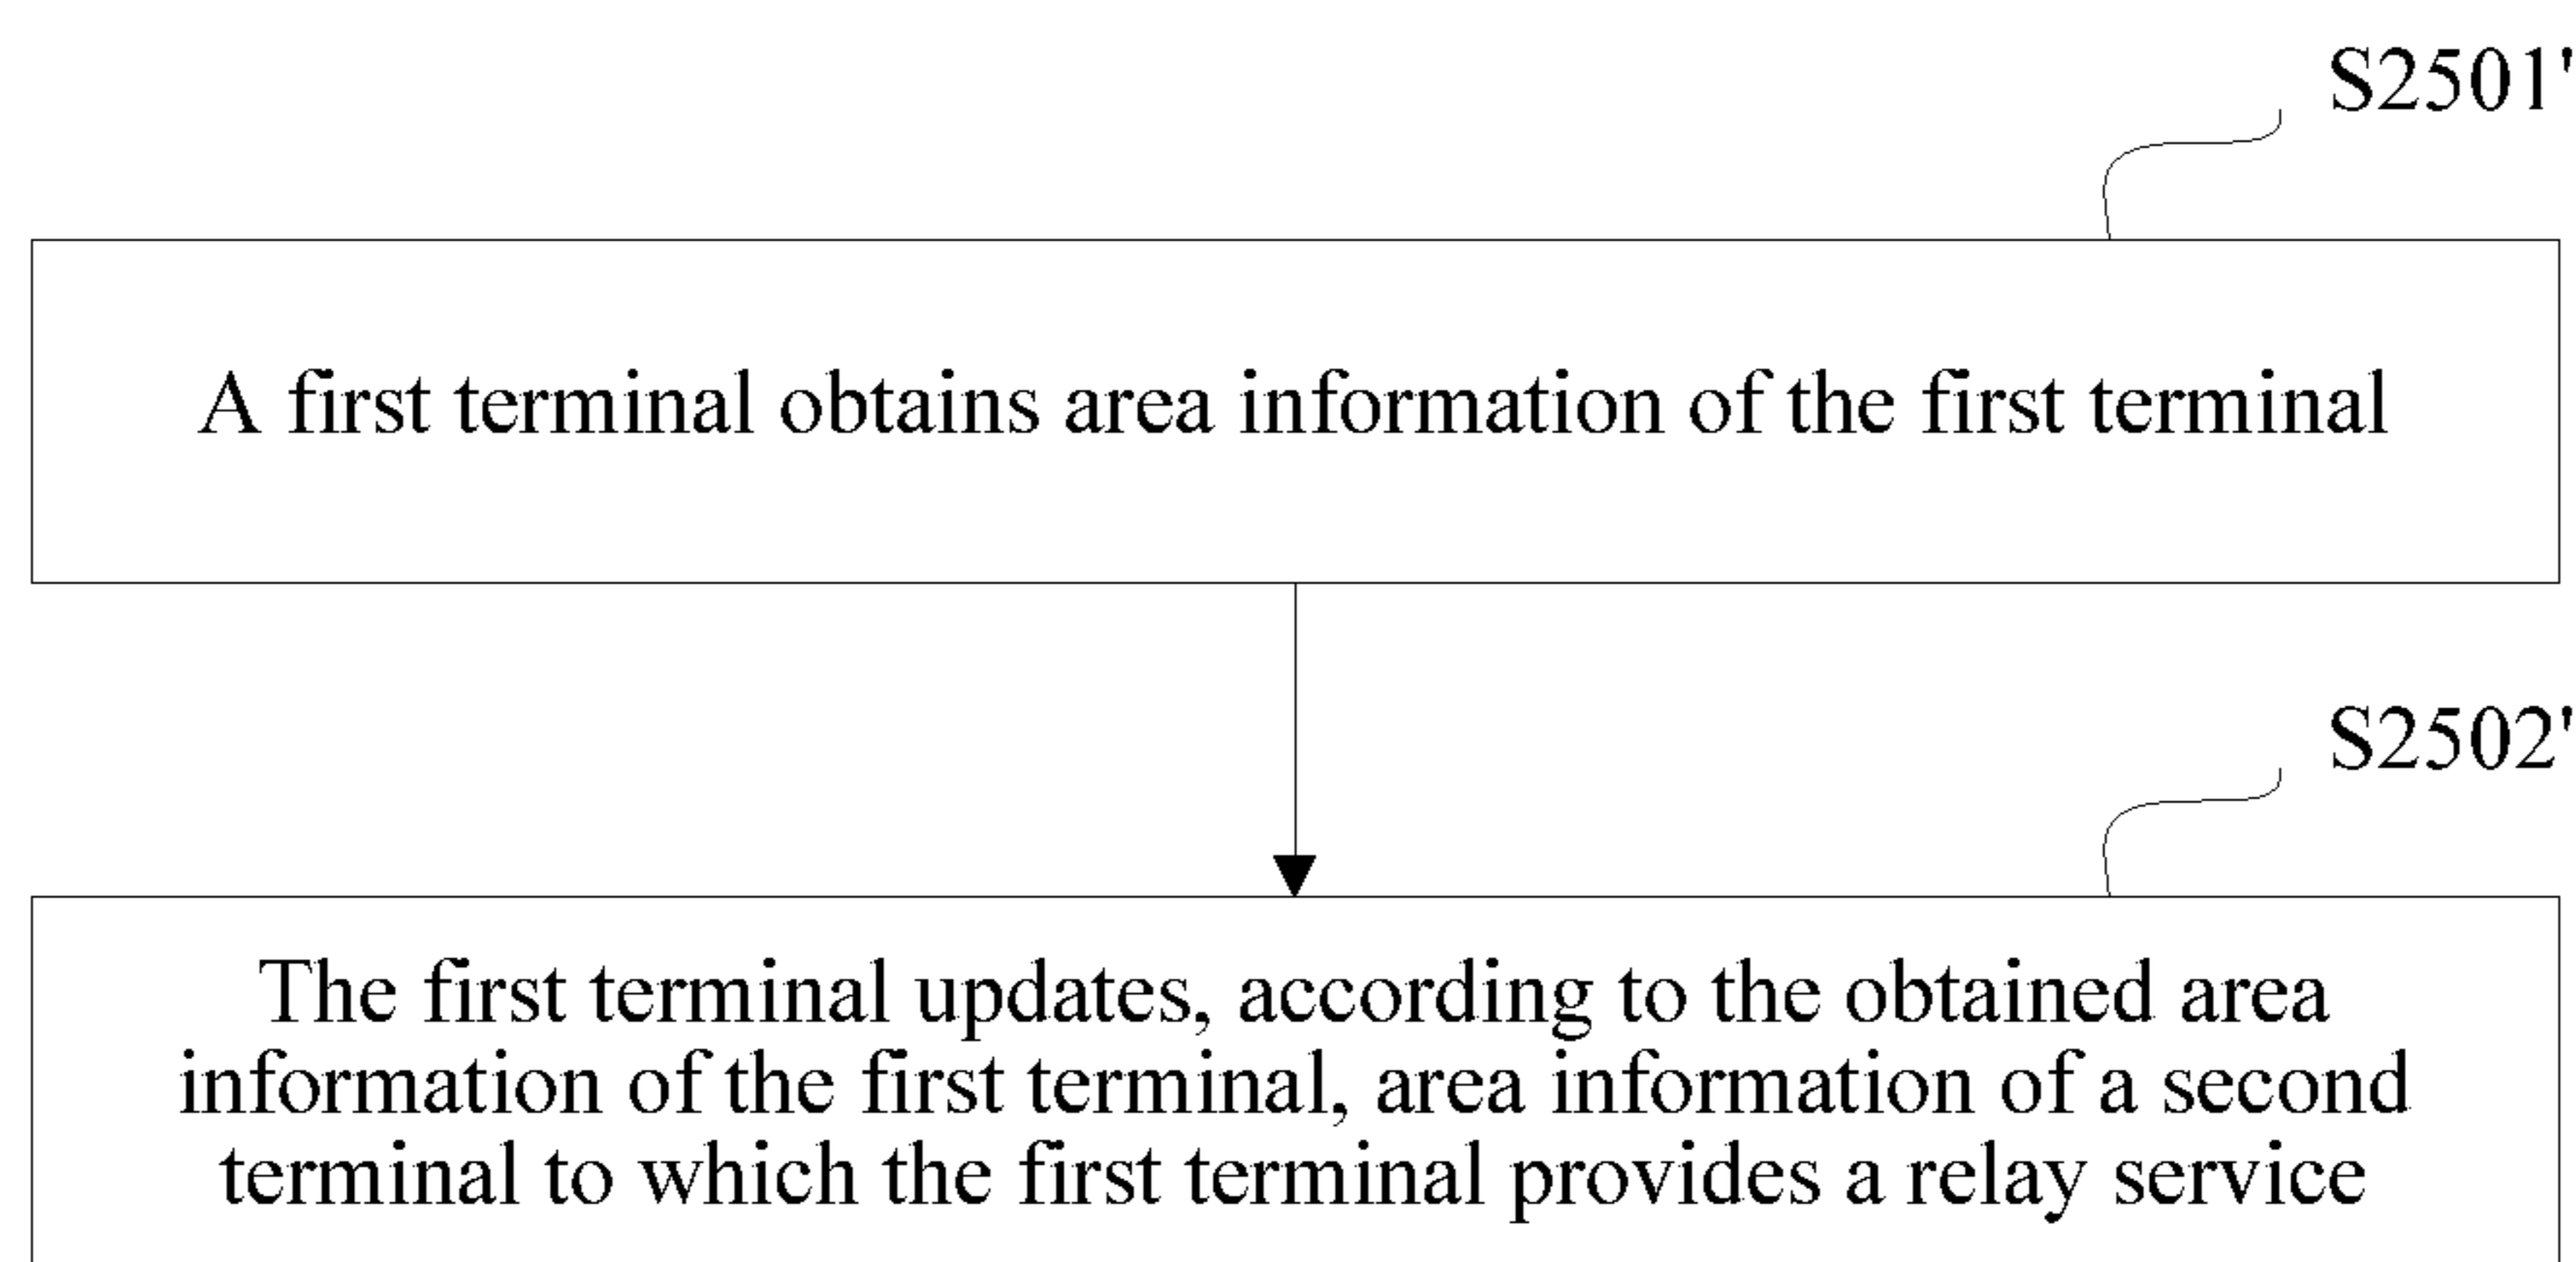 S2501'
A first terminal obtains area information of the first terminal
S2502'
The first terminal updates, according to the obtained area
information of the first terminal, area information of a second
terminal to which the first terminal provides a relay service